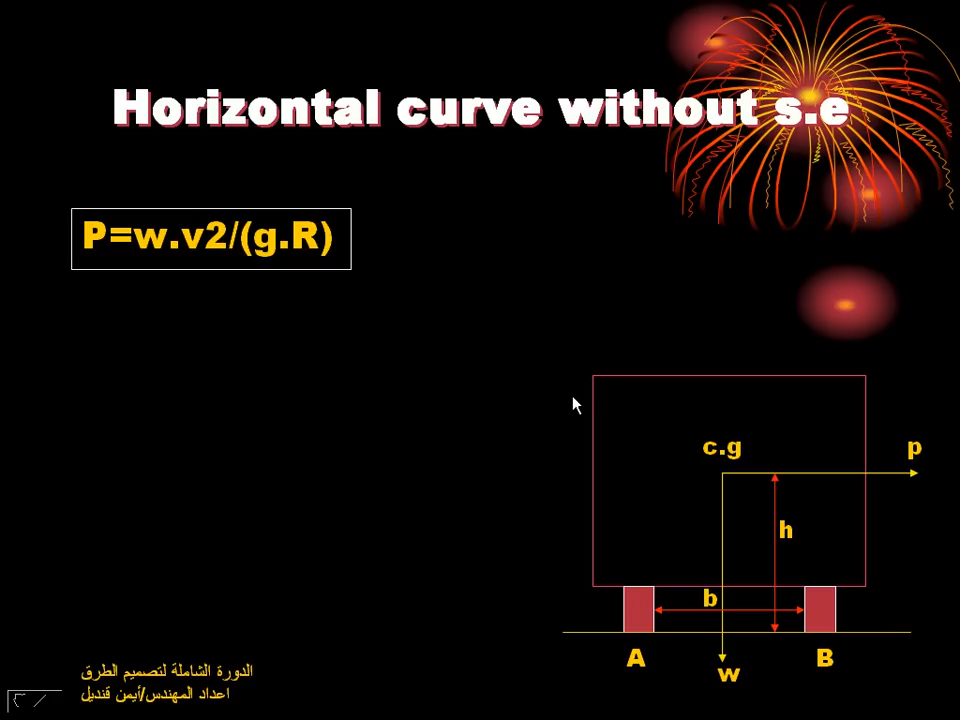 Horizontal curve without s.e
P=w.v2/(g.R)
c.g
p
h
b
A
w
B
الدورة الشاملة لتصميم الطرق
اعداد المهندس/أيمن قنديل